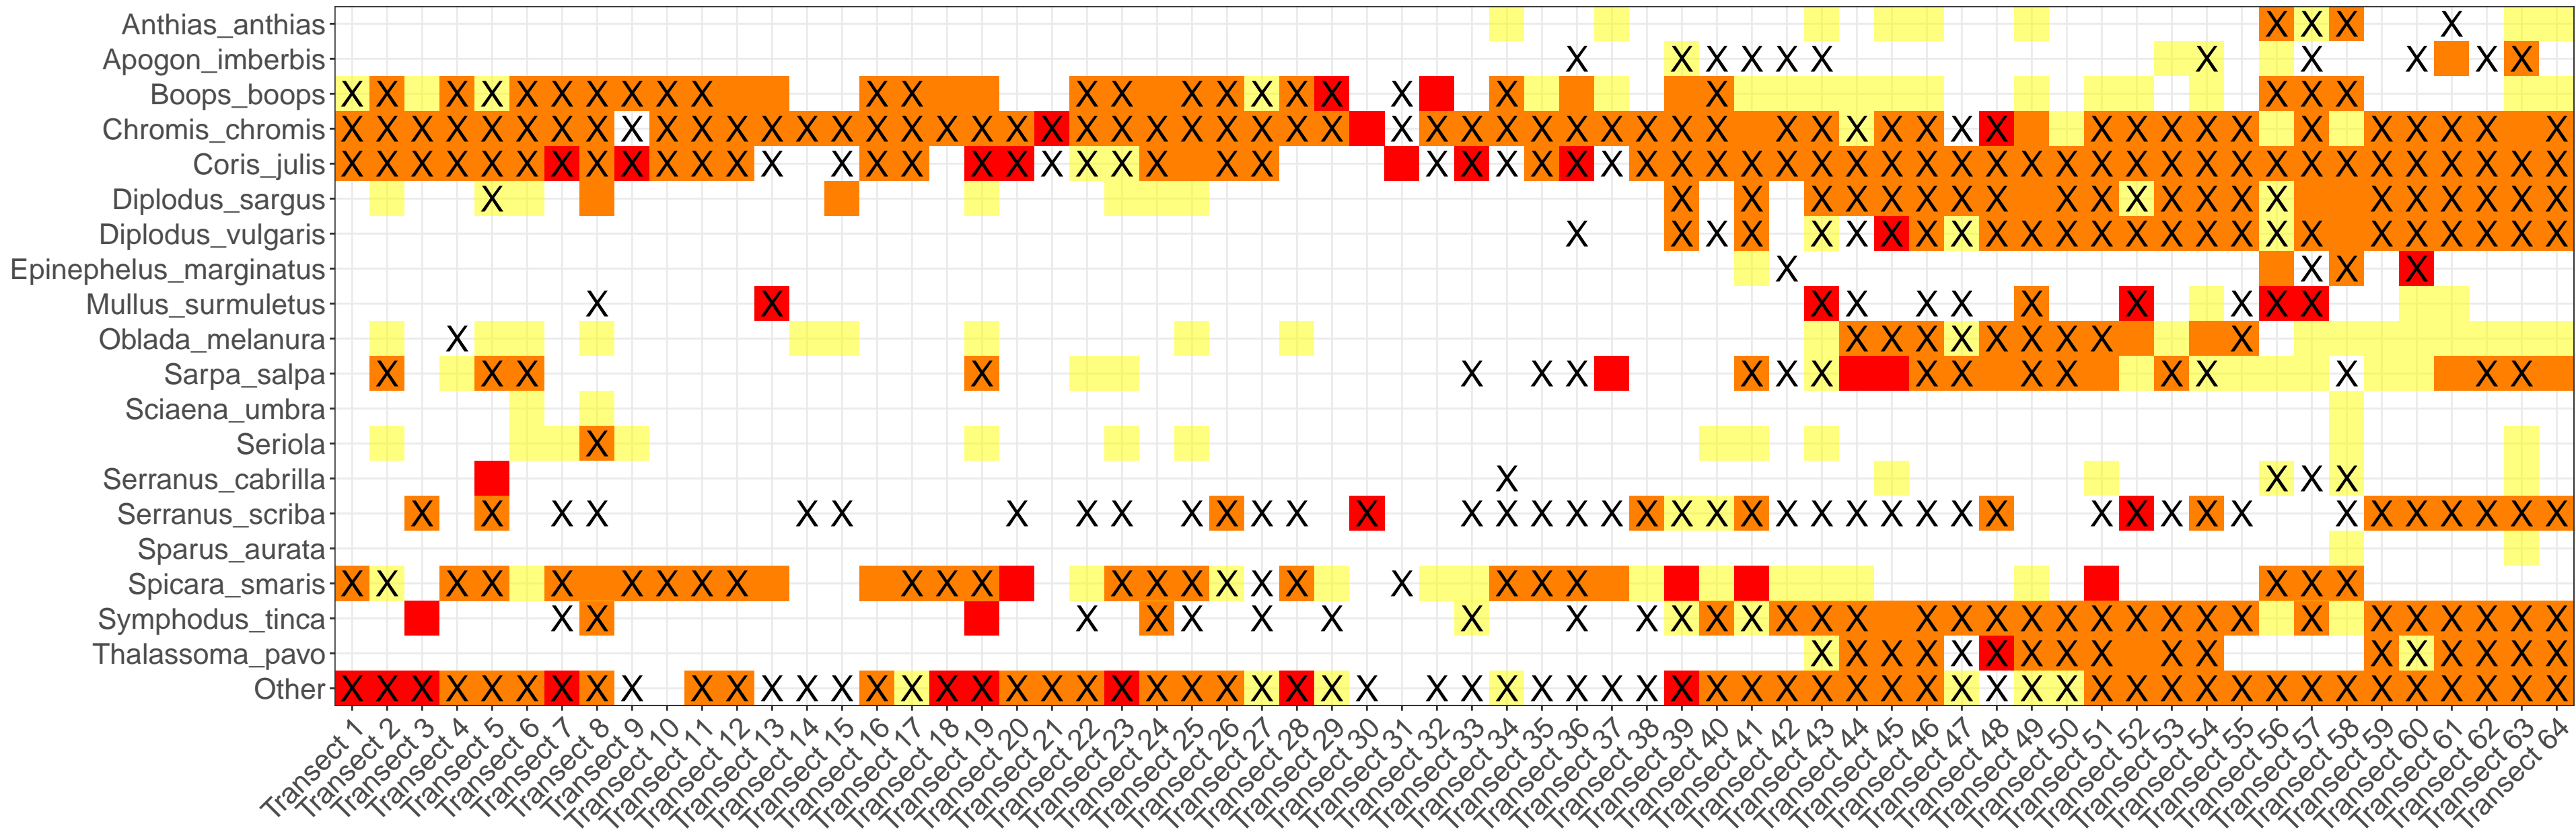 Anthias_anthias
Apogon_imberbis
Boops_boops
Chromis_chromis
Coris_julis
Diplodus_sargus
Diplodus_vulgaris
Epinephelus_marginatus
Mullus_surmuletus
Oblada_melanura
Sarpa_salpa
Sciaena_umbra
Seriola
Serranus_cabrilla
Serranus_scriba
Sparus_aurata
Spicara_smaris
Symphodus_tinca
Thalassoma_pavo
Other
Transect 1
Transect 2
Transect 3
Transect 4
Transect 5
Transect 6
Transect 7
Transect 8
Transect 9
Transect 10
Transect 11
Transect 12
Transect 13
Transect 14
Transect 15
Transect 16
Transect 17
Transect 18
Transect 19
Transect 20
Transect 21
Transect 22
Transect 23
Transect 24
Transect 25
Transect 26
Transect 27
Transect 28
Transect 29
Transect 30
Transect 31
Transect 32
Transect 33
Transect 34
Transect 35
Transect 36
Transect 37
Transect 38
Transect 39
Transect 40
Transect 41
Transect 42
Transect 43
Transect 44
Transect 45
Transect 46
Transect 47
Transect 48
Transect 49
Transect 50
Transect 51
Transect 52
Transect 53
Transect 54
Transect 55
Transect 56
Transect 57
Transect 58
Transect 59
Transect 60
Transect 61
Transect 62
Transect 63
Transect 64